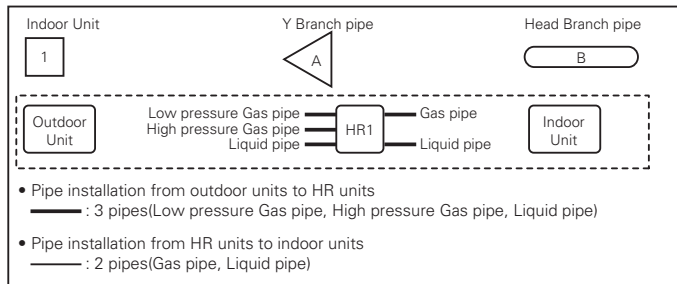 Indoor Unit
Y Branch pipe
Head Branch pipe
1
A
B
Outdoor
Unit
Low pressure Gas pipe
High pressure Gas pipe
Liquid pipe
HR1
Gas pipe
Liquid pipe
Indoor
Unit
• Pipe installation from outdoor units to HR units
: 3 pipes(Low pressure Gas pipe, High pressure Gas pipe, Liquid pipe)
• Pipe installation from HR units to indoor units
: 2 pipes(Gas pipe, Liquid pipe)